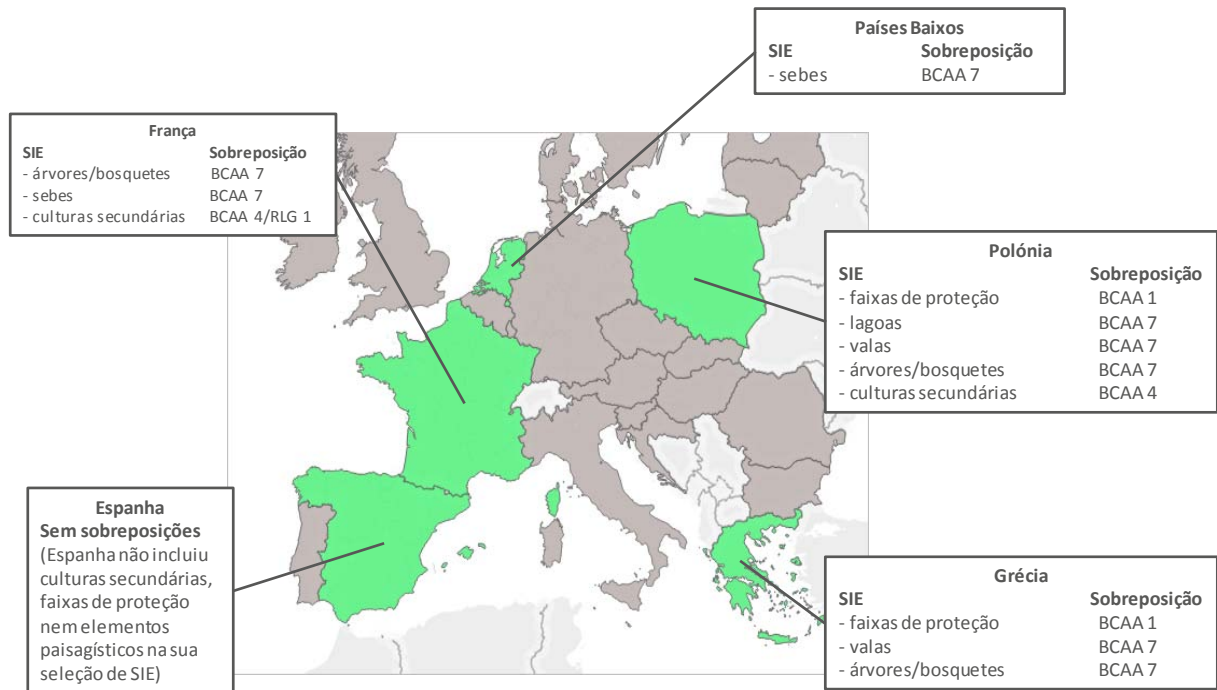 Países Baixos
SIE Sobreposição
- sebes BCAA 7
França
SIE Sobreposição
- árvores/bosquetes BCAA 7
- sebes BCAA 7
- culturas secundárias BCAA 4/RLG 1
Polónia
SIE Sobreposição
- faixas de proteção BCAA 1
- lagoas BCAA 7
- valas BCAA 7
- árvores/bosquetes BCAA 7
- culturas secundárias BCAA 4
Espanha
Sem sobreposições
(Espanha não incluiu
culturas secundárias,
faixas de proteção
nem elementos
paisagísticos na sua
seleção de SIE)
Grécia
SIE Sobreposição
- faixas de proteção BCAA 1
- valas BCAA 7
- árvores/bosquetes BCAA 7